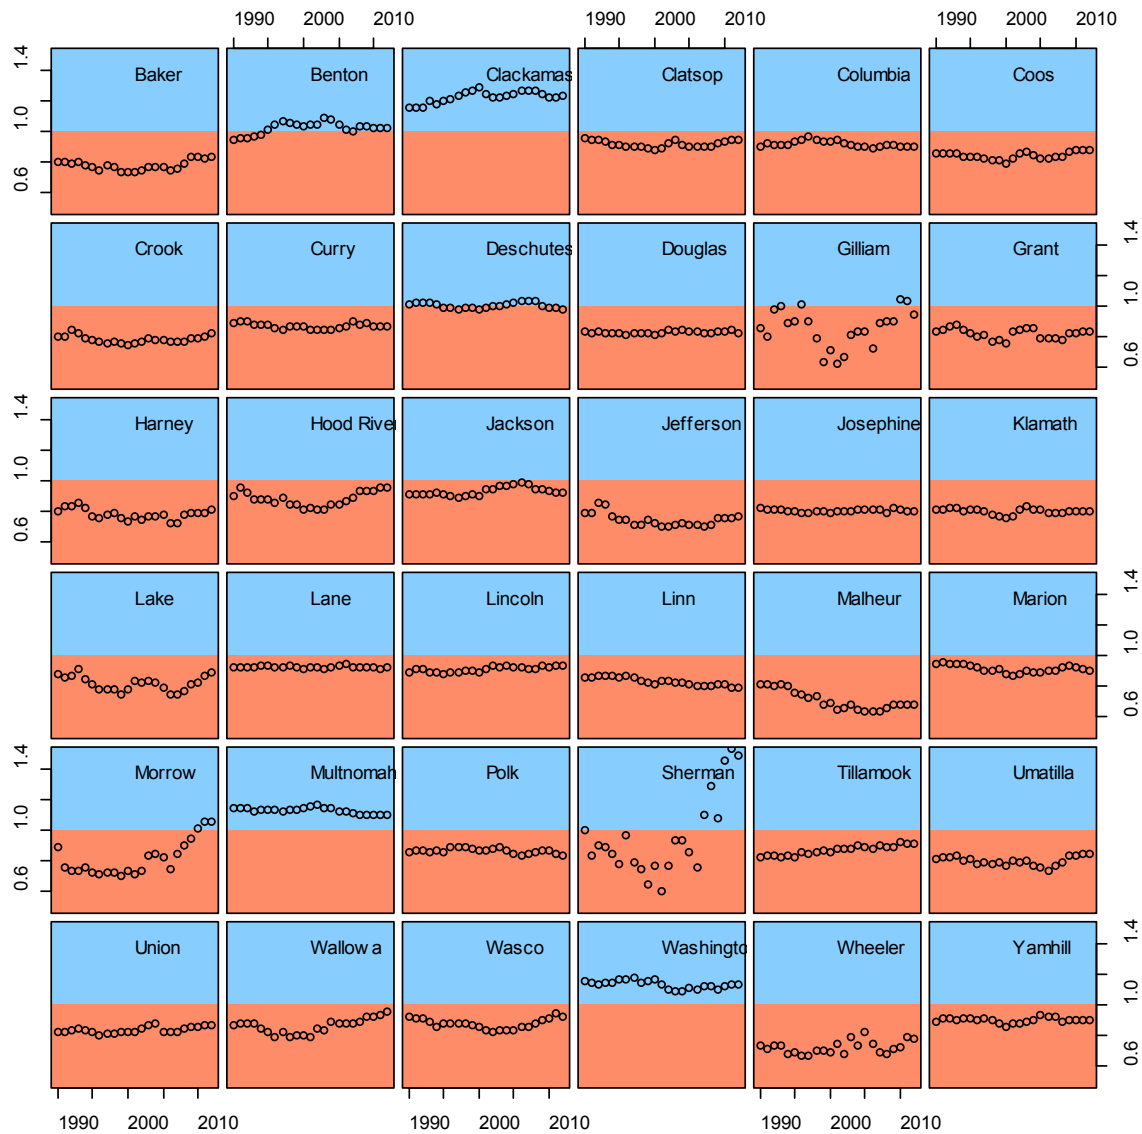 1990 2000 2010 1990 2000 2010 1990 2000 2010
1.4 1.0 0.6
Baker Benton Clackamas Clatsop Columbia Coos
Crook Curry Deschutes Douglas Gilliam Grant
1.4 1.0 0.6
1.4 1.0 0.6
Harney Hood River Jackson Jefferson Josephine Klamath
Lake Lane Lincoln Linn Malheur Marion
1.4 1.0 0.6
1.4 1.0 0.6
Morrow Multnomah Polk Sherman Tillamook Umatilla
Union Wallowa Wasco Washingto Wheeler Yamhill
1.4 1.0 0.6
1990 2000 2010 1990 2000 2010 1990 2000 2010